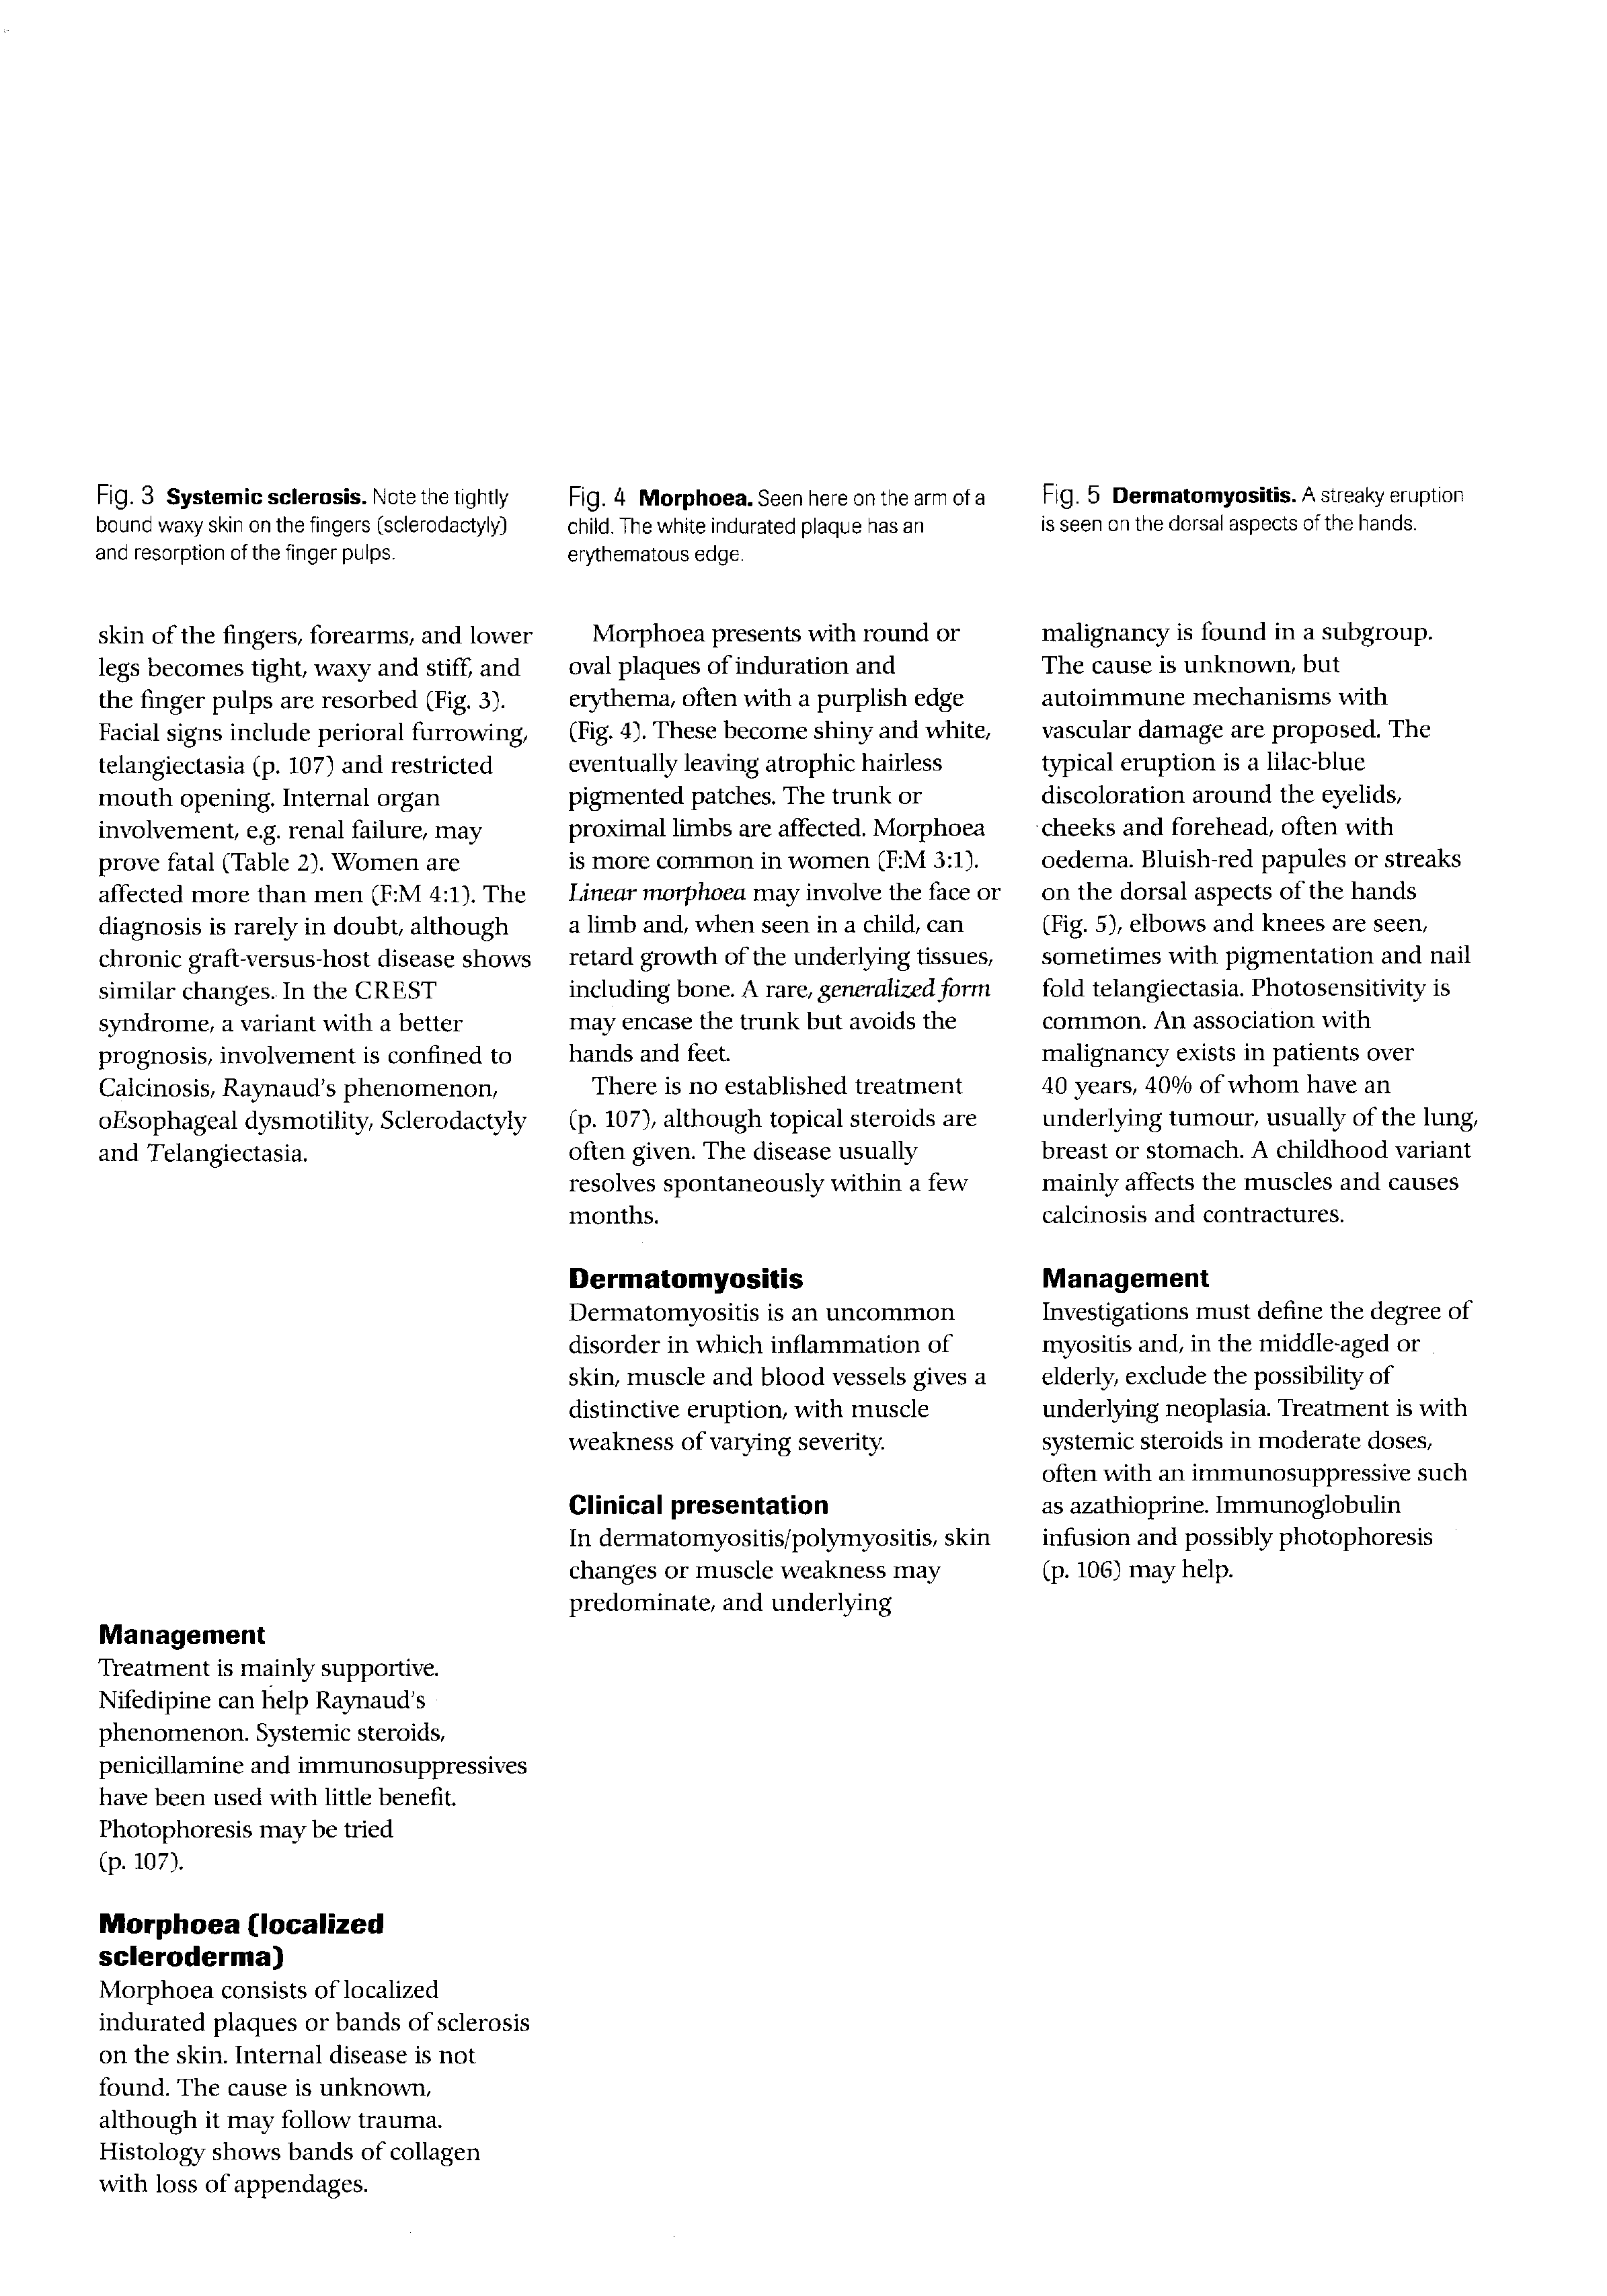 Fig. 3 Systemic sclerosis. Note the tightly
bound waxy skin on the fingers (sclerodactyly)
and resorption of the finger pulps.
Fig. 4 Morphoea. Seen here on the arm of a
child. The white indurated plaque has an
erythematous edge.
Fig. 5 Dermatomyositis. A streaky eruption
is seen on the dorsal aspects of the hands.
skin of the fingers, forearms, and lower
legs becomes tight, waxy and stiff, and
the finger pulps are resorbed (Fig. 3).
Facial signs include perioral furrowing,
telangiectasia (p. 107) and restricted
mouth opening. Internal organ
involvement, e.g. renal failure, may
prove fatal (Table 2). Women are
affected more than men (F:M 4:1). The
diagnosis is rarely in doubt, although
chronic graft-versus-host disease shows
similar changes. In the CREST
syndrome, a variant with a better
prognosis, involvement is confined to
Calcinosis, Raynaud's phenomenon,
oEsophageal dysmotility, Sclerodactyly
and Telangiectasia.
Management
Treatment is mainly supportive.
Nifedipine can help Raynaud's
phenomenon. Systemic steroids,
penicillamine and immunosuppressives
have been used with little benefit.
Photophoresis may be tried
(p. 107).
Morphoea (localized
scleroderma)
Morphoea consists of localized
indurated plaques or bands of sclerosis
on the skin. Internal disease is not
found. The cause is unknown,
although it may follow trauma.
Histology shows bands of collagen
with loss of appendages.
Morphoea presents with round or
oval plaques of induration and
erythema, often with a purplish edge
(Fig. 4). These become shiny and white,
eventually leaving atrophic hairless
pigmented patches. The trunk or
proximal limbs are affected. Morphoea
is more common in women (F:M 3:1).
Linear morphoea may involve the face or
a limb and, when seen in a child, can
retard growth of the underlying tissues,
including bone. A rare, generalized form
may encase the trunk but avoids the
hands and feet.
There is no established treatment
(p. 107), although topical steroids are
often given. The disease usually
resolves spontaneously within a few
months.
Dermatomyositis
Dermatomyositis is an uncommon
disorder in which inflammation of
skin, muscle and blood vessels gives a
distinctive eruption, with muscle
weakness of varying severity.
Clinical presentation
In dermatomyositis/polymyositis, skin
changes or muscle weakness may
predominate, and underlying
malignancy is found in a subgroup.
The cause is unknown, but
autoimmune mechanisms with
vascular damage are proposed. The
typical eruption is a lilac-blue
discoloration around the eyelids,
cheeks and forehead, often with
oedema. Bluish-red papules or streaks
on the dorsal aspects of the hands
(Fig. 5), elbows and knees are seen,
sometimes with pigmentation and nail
fold telangiectasia. Photosensitivity is
common. An association with
malignancy exists in patients over
40 years, 40% of whom have an
underlying tumour, usually of the lung,
breast or stomach. A childhood variant
mainly affects the muscles and causes
calcinosis and contractures.
Management
Investigations must define the degree of
myositis and, in the middle-aged or
elderly, exclude the possibility of
underlying neoplasia. Treatment is with
systemic steroids in moderate doses,
often with an immunosuppressive such
as azathioprine. Immunoglobulin
infusion and possibly photophoresis
(p. 106) may help.